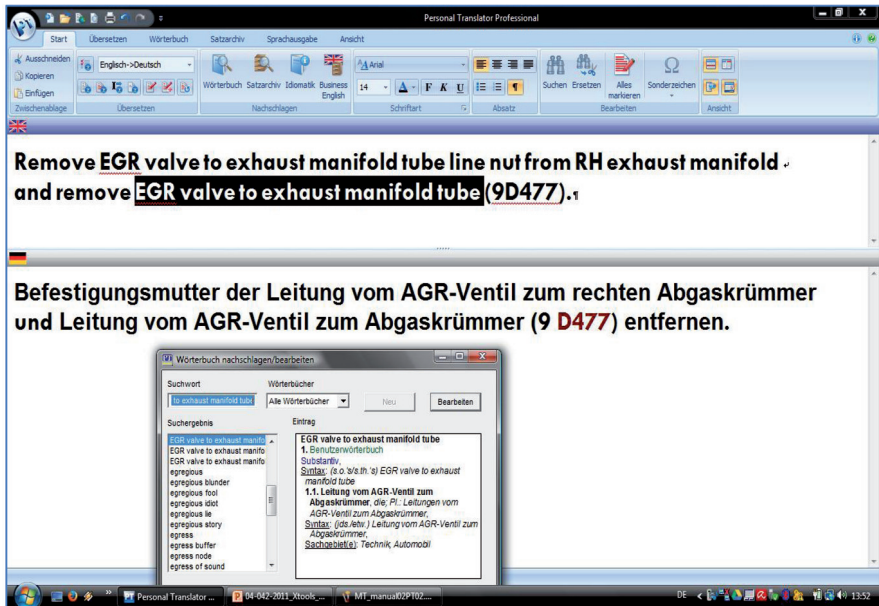 Personal Translator Professional
Start Übersetzen Wörterbuch Satzarchiv Sprachausgabe Ansicht
Ausschneiden
Kopieren
Einfügen
Zwischenablage
Englisch->Deutsch
Übersetzen
Wörterbuch Satzarchiv Idiomatik Business English
Nachschlagen
Arial
14 A F K U
Schriftart
Absatz
Suchen Ersetzen Alles markieren Sonderzeichen
Bearbeiten
Ansicht
Remove EGR valve to exhaust manifold tube line nut from RH exhaust manifold
and remove EGR valve to exhaust manifold tube (9D477).¶
Befestigungsmutter der Leitung vom AGR-Ventil zum rechten Abgaskrümmer
und Leitung vom AGR-Ventil zum Abgaskrümmer (9 D477) entfernen.
Wörterbuch nachschlagen/bearbeiten
Suchwort Wörterbücher
to exhaust manifold tube Alle Wörterbücher Neu Bearbeiten
Suchergebnis Eintrag
EGR valve to exhaust manifo
EGR valve to exhaust manifo
EGR valve to exhaust manifo
egregious
egregious blunder
egregious fool
egregious idiot
egregious lie
egregious story
egress
egress buffer
egress node
egress of sound
EGR valve to exhaust manifold tube
1. Benutzerwörterbuch
Substantiv,
Syntax: (s.o.'s/s.th.'s) EGR valve to exhaust
manifold tube
1.1. Leitung vom AGR-Ventil zum
Abgaskrümmer, die; Pl.: Leitungen vom
AGR-Ventil zum Abgaskrümmer,
Syntax: (jds./etw.) Leitung vom AGR-Ventil zum
Abgaskrümmer,
Sachgebiet(e): Technik, Automobil
Personal Translator ... 04-042-2011_Xtools_... MT_manual02PT02.... DE 13:52